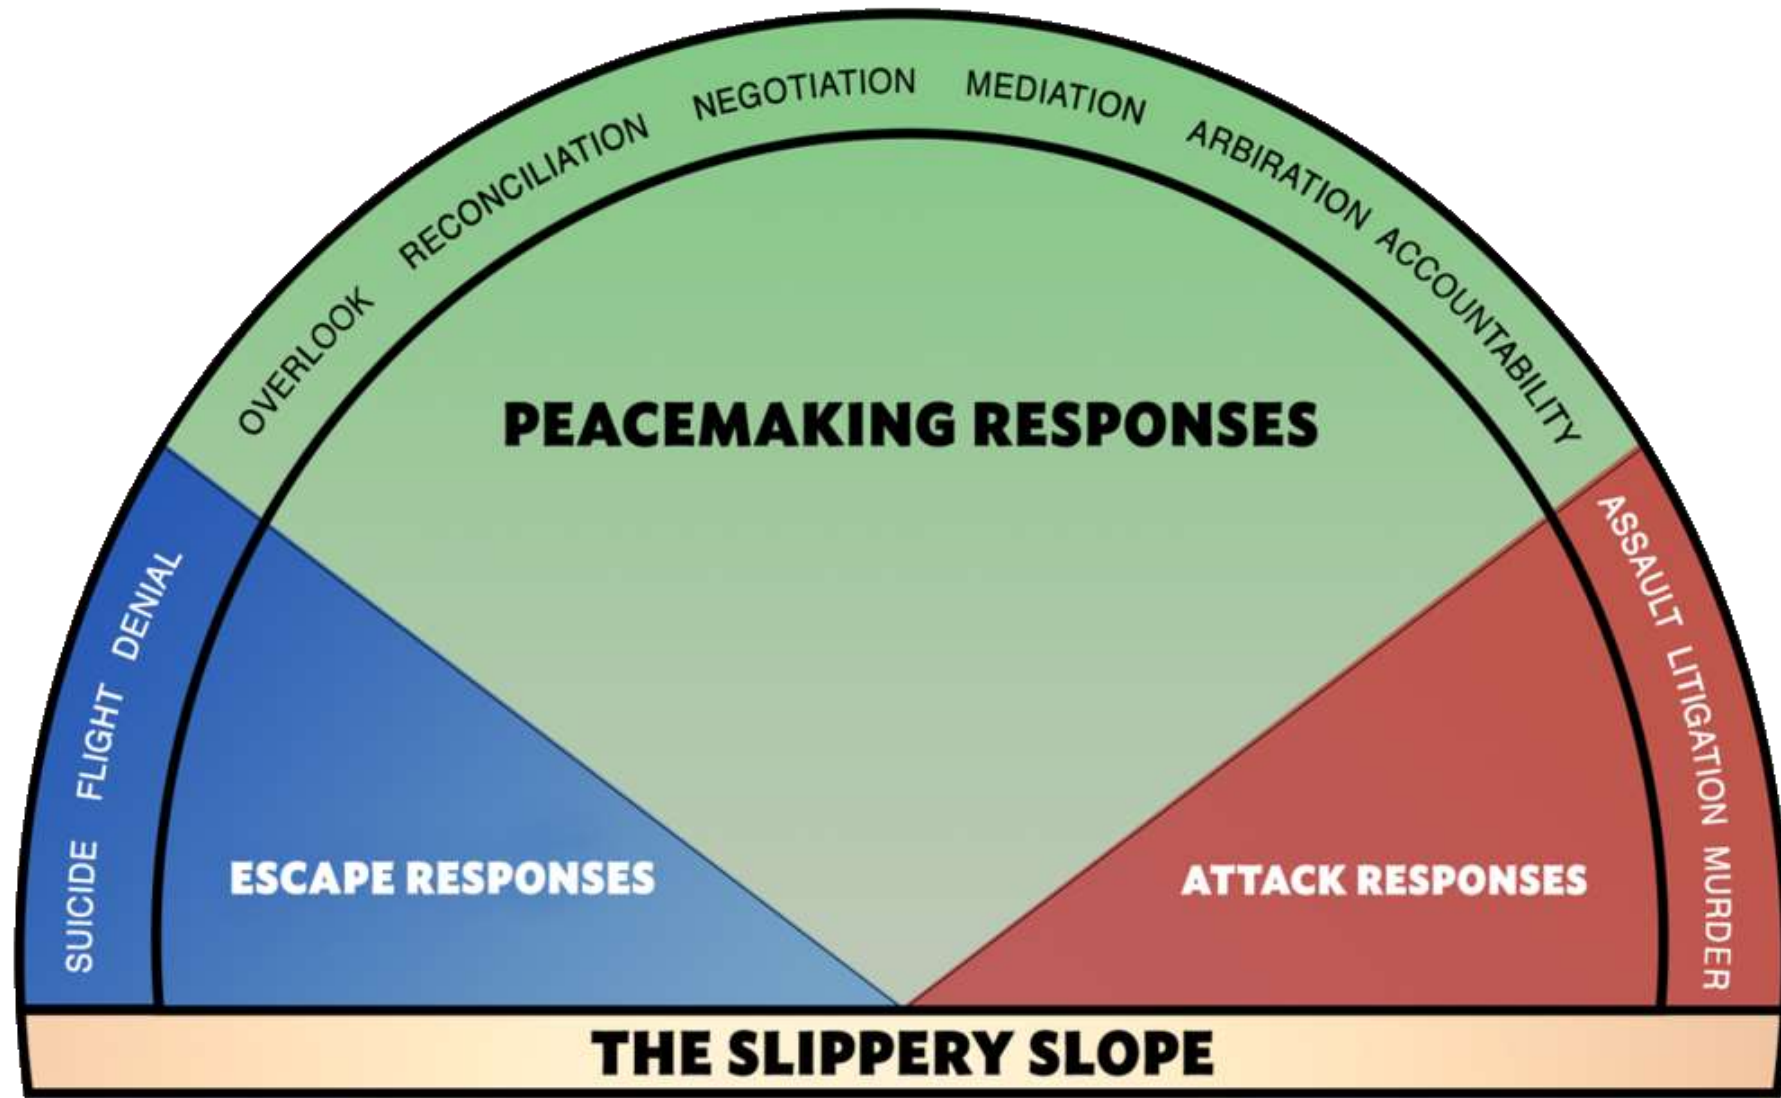 SUICIDE FLIGHT DENIAL
OVERLOOK RECONCILIATION NEGOTIATION MEDIATION ARBIRATION ACCOUNTABILITY
ASSAULT LITIGATION MURDER
PEACEMAKING RESPONSES
ESCAPE RESPONSES
ATTACK RESPONSES
THE SLIPPERY SLOPE